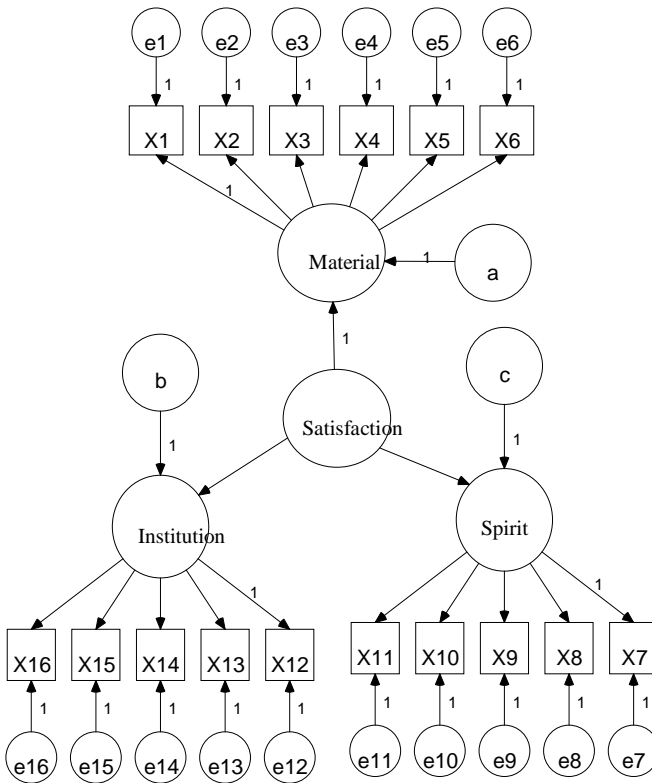 e1 e2 e3 e4 e5 e6
1 1 1 1 1 1
X1 X2 X3 X4 X5 X6
1
Material
1
a
1
b
c
Satisfaction
1
1
Institution
Spirit
1
1
X16 X15 X14 X13 X12
X11 X10 X9 X8 X7
1 1 1 1 1
1 1 1 1 1
e16 e15 e14 e13 e12
e11 e10 e9 e8 e7